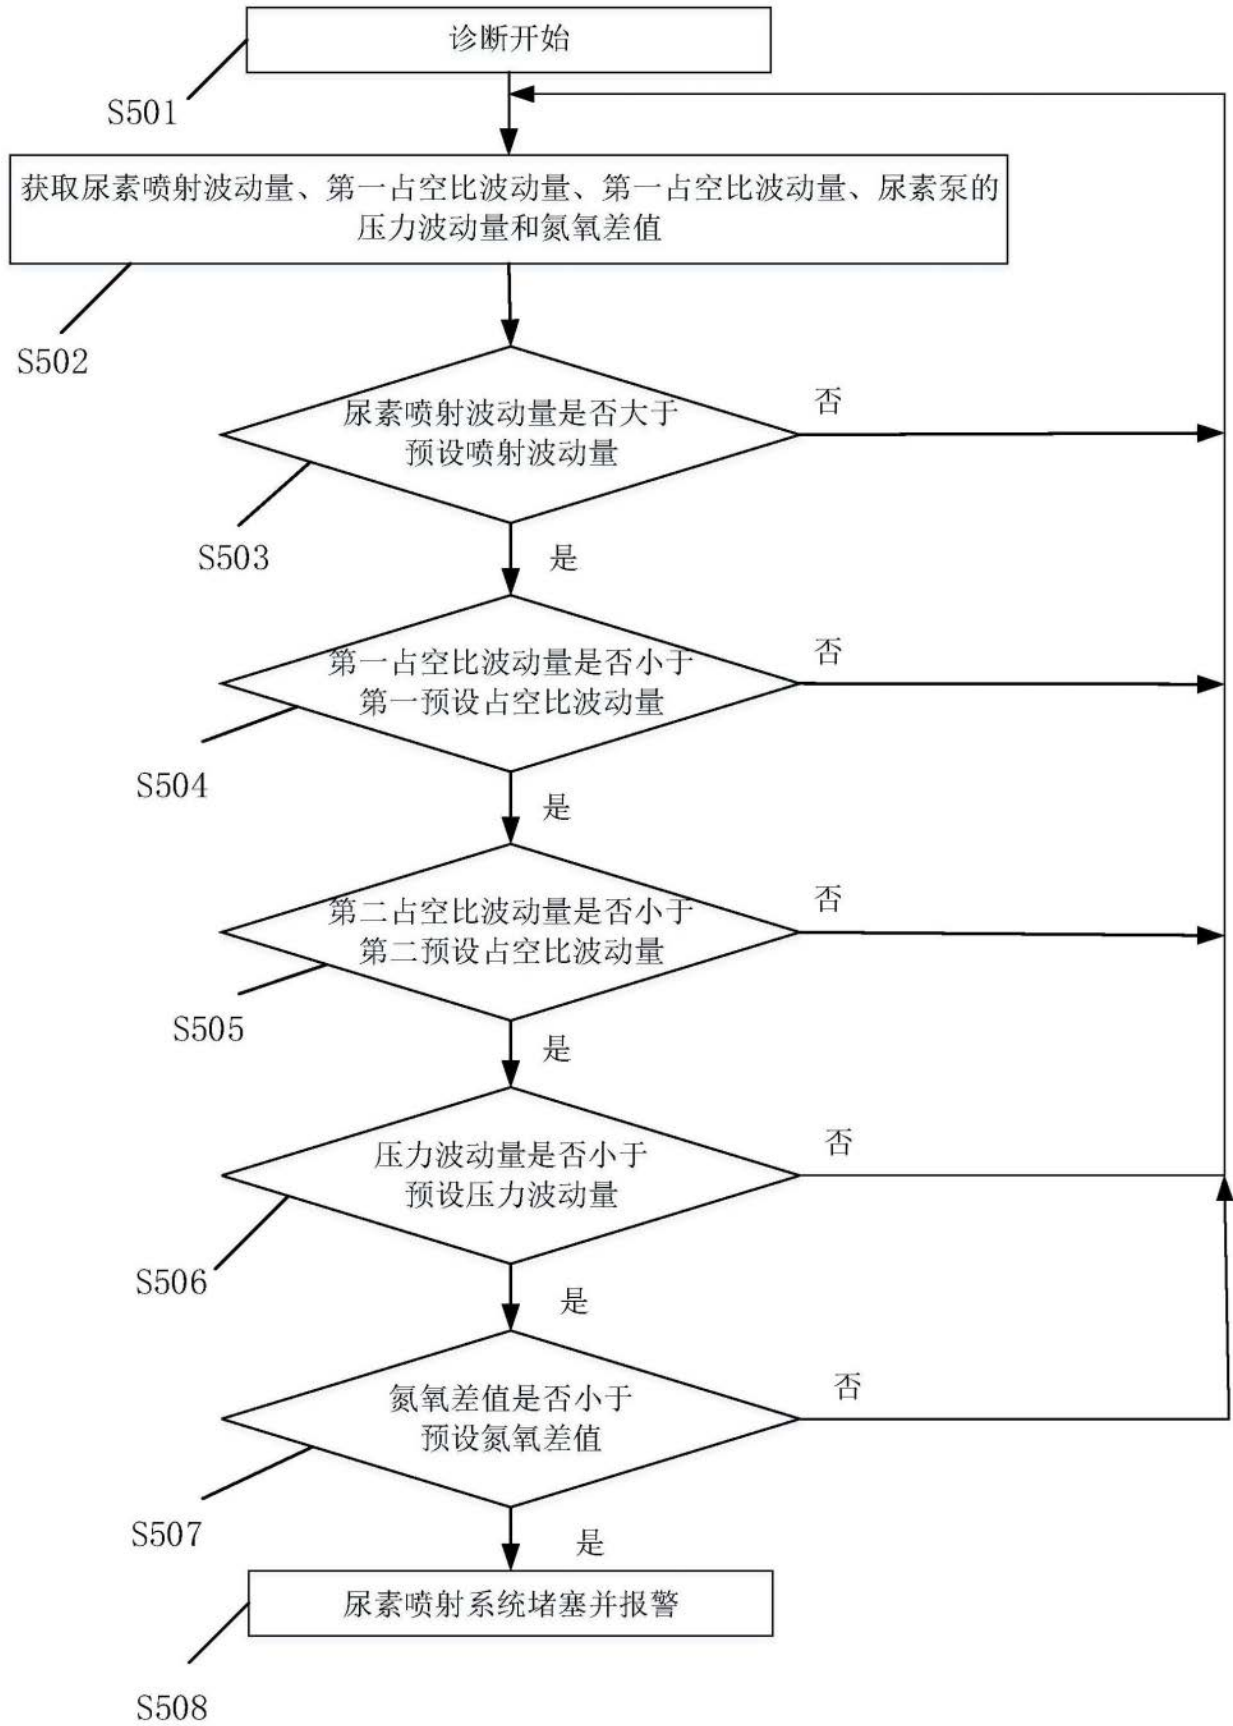 诊断开始
S501
获取尿素喷射波动量、第一占空比波动量、第一占空比波动量、尿素泵的
压力波动量和氮氧差值
S502
尿素喷射波动量是否大于
预设喷射波动量
否
S503
是
第一占空比波动量是否小于
第一预设占空比波动量
否
S504
是
第二占空比波动量是否小于
第二预设占空比波动量
否
S505
是
压力波动量是否小于
预设压力波动量
否
S506
是
氮氧差值是否小于
预设氮氧差值
否
S507
是
尿素喷射系统堵塞并报警
S508